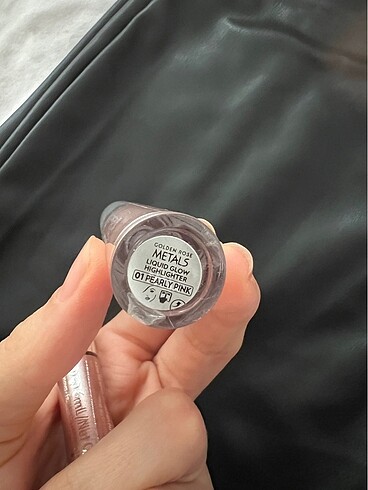 GOLDEN ROSE
METALS
LIQUID GLOW
HIGHLIGHTER
01 PEARLY PINK